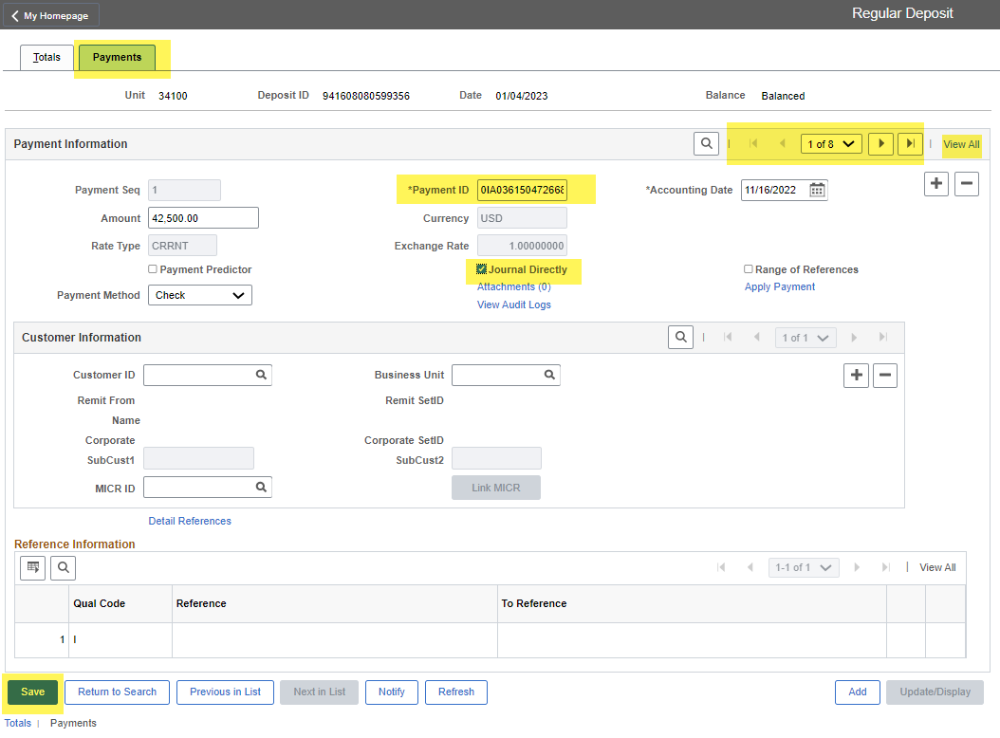 My Homepage
Regular Deposit
Totals
Payments
Unit 34100 Deposit ID 941608080599356 Date 01/04/2023 Balance Balanced
Payment Information
1 of 8
View All
Payment Seq 1 *Payment ID 0IA036150472668 *Accounting Date 11/16/2022
Amount 42,500.00 Currency USD
Rate Type CRRNT Exchange Rate 1.00000000
Payment Predictor Journal Directly Range of References
Attachments (0) Apply Payment
Payment Method Check
View Audit Logs
Customer Information
1 of 1
Customer ID Business Unit
Remit From Remit SetID
Name
Corporate Corporate SetID
SubCust1 SubCust2
MICR ID Link MICR
Detail References
Reference Information
1-1 of 1
View All
Qual Code Reference To Reference
1 I
Save Return to Search Previous in List Next in List Notify Refresh Add Update/Display
Totals | Payments